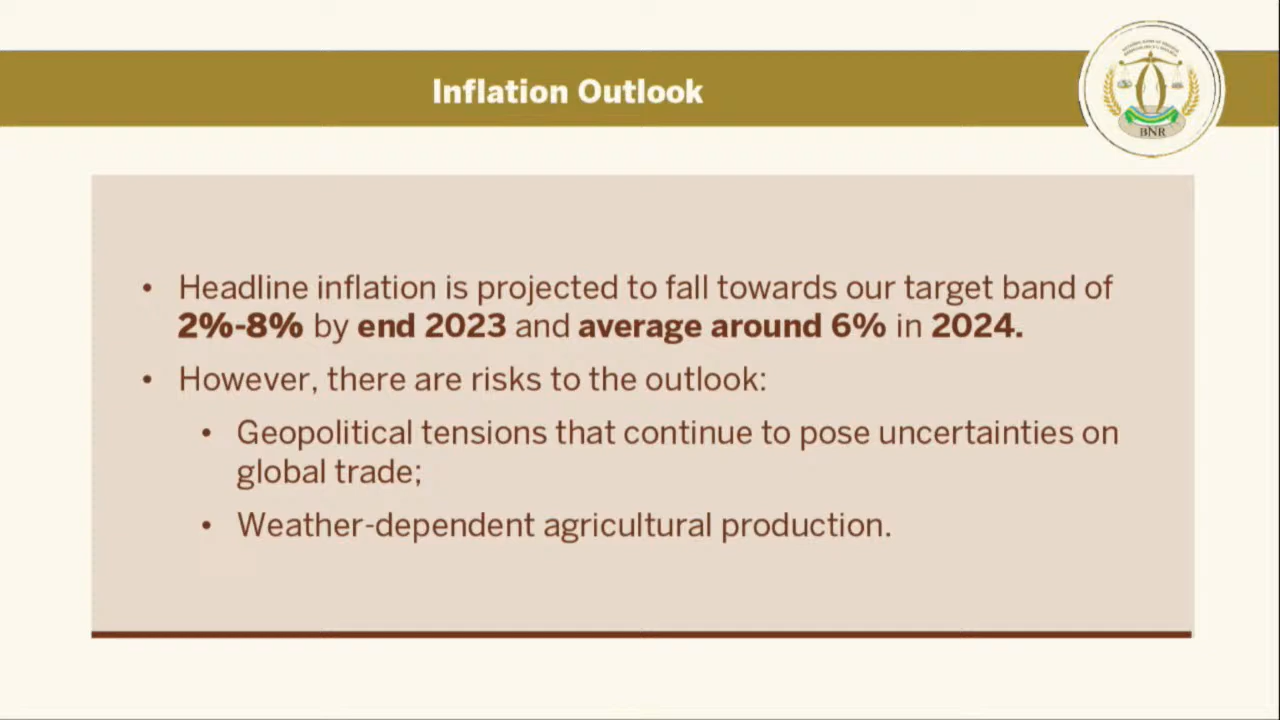 Inflation Outlook
BNR
• Headline inflation is projected to fall towards our target band of
2%-8% by end 2023 and average around 6% in 2024.
• However, there are risks to the outlook:
• Geopolitical tensions that continue to pose uncertainties on
global trade;
• Weather-dependent agricultural production.